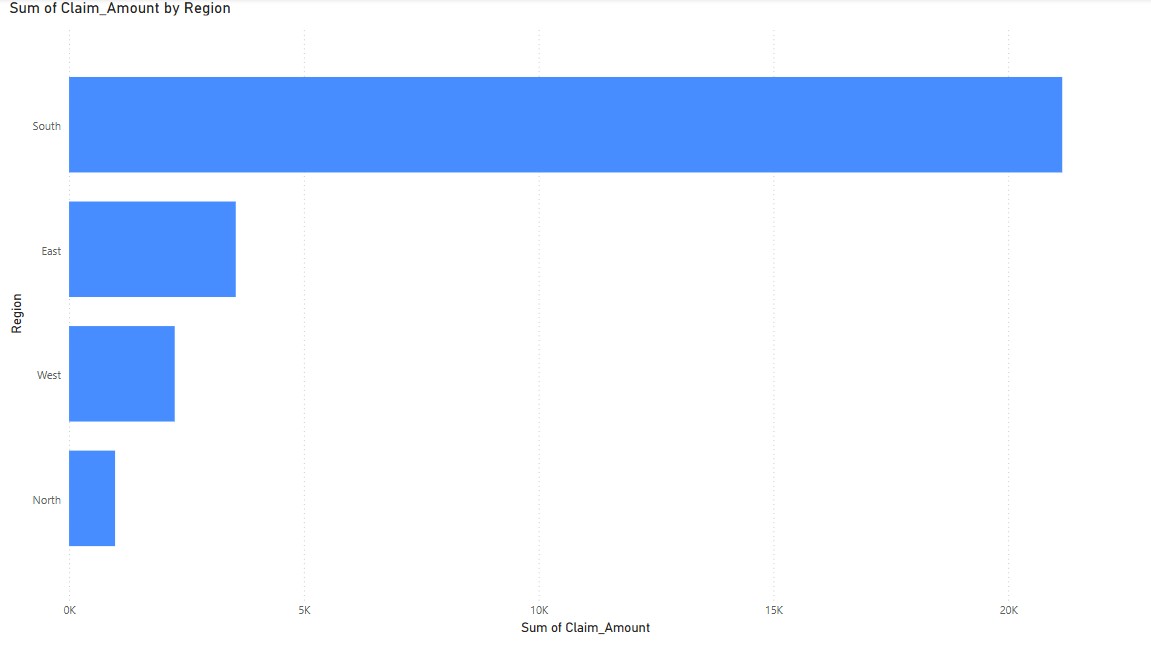 Sum of Claim_Amount by Region
Region
South
East
West
North
0K 5K 10K 15K 20K
Sum of Claim_Amount